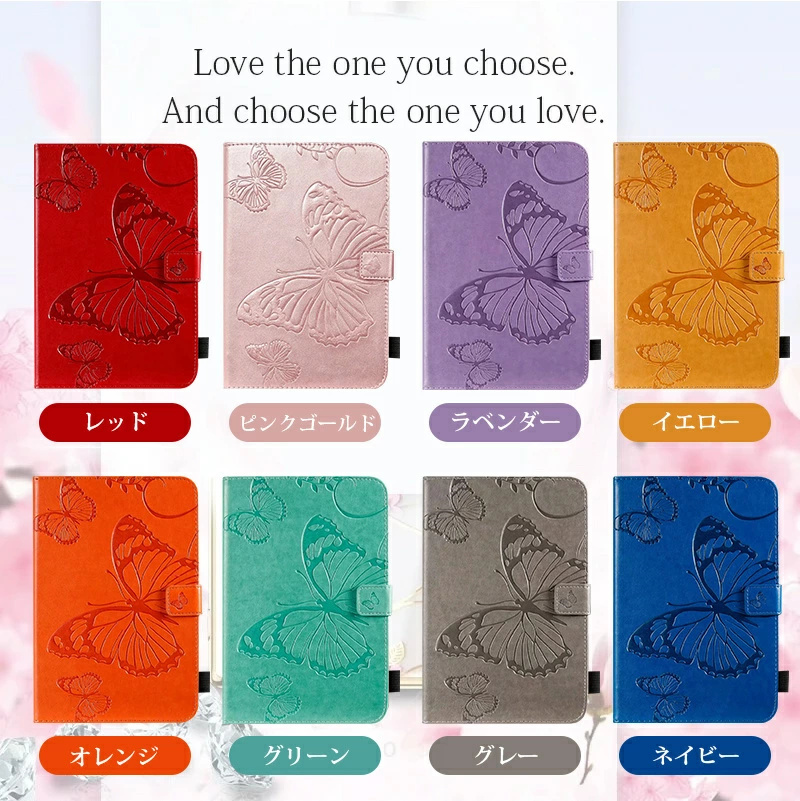 Love the one you choose.
And choose the one you love.
レッド
ピンクゴールド
ラベンダー
イエロー
オレンジ
グリーン
グレー
ネイビー